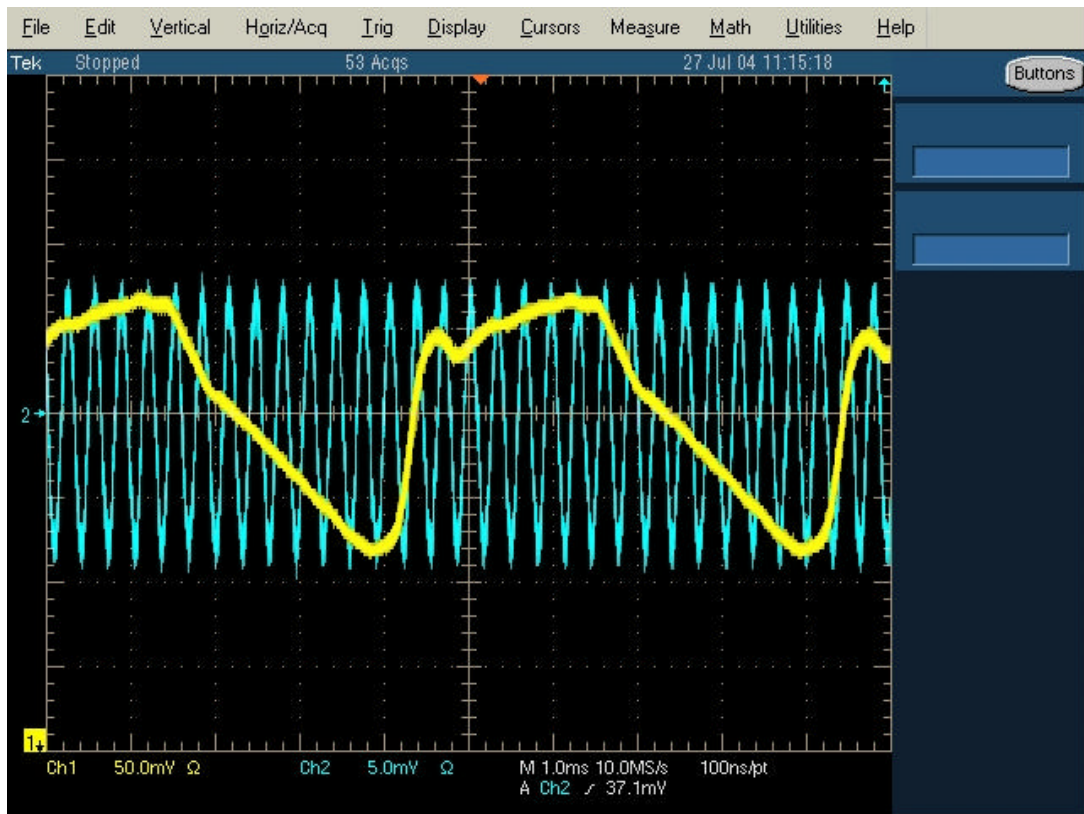 File Edit Vertical Horiz/Acq Trig Display Cursors Measure Math Utilities Help
Tek Stopped 53 Acqs 27 Jul 04 11:15:18
Buttons
2
1
Ch1 50.0mV Ω Ch2 5.0mV Ω M 1.0ms 10.0MS/s 100ns/pt
A Ch2 / 37.1mV